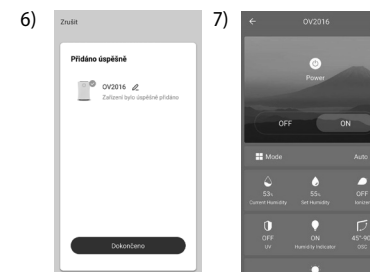 6)
Zrušit
Přidáno úspěšně
OV2016
Zařízení bylo úspěšně přidáno
Dokončeno
7)
OV2016
Power
OFF ON
Mode Auto
53% 55% OFF
Current Humidity Set Humidity Ionizer
OFF ON 45°-90
UV Humidity Indicator OSC